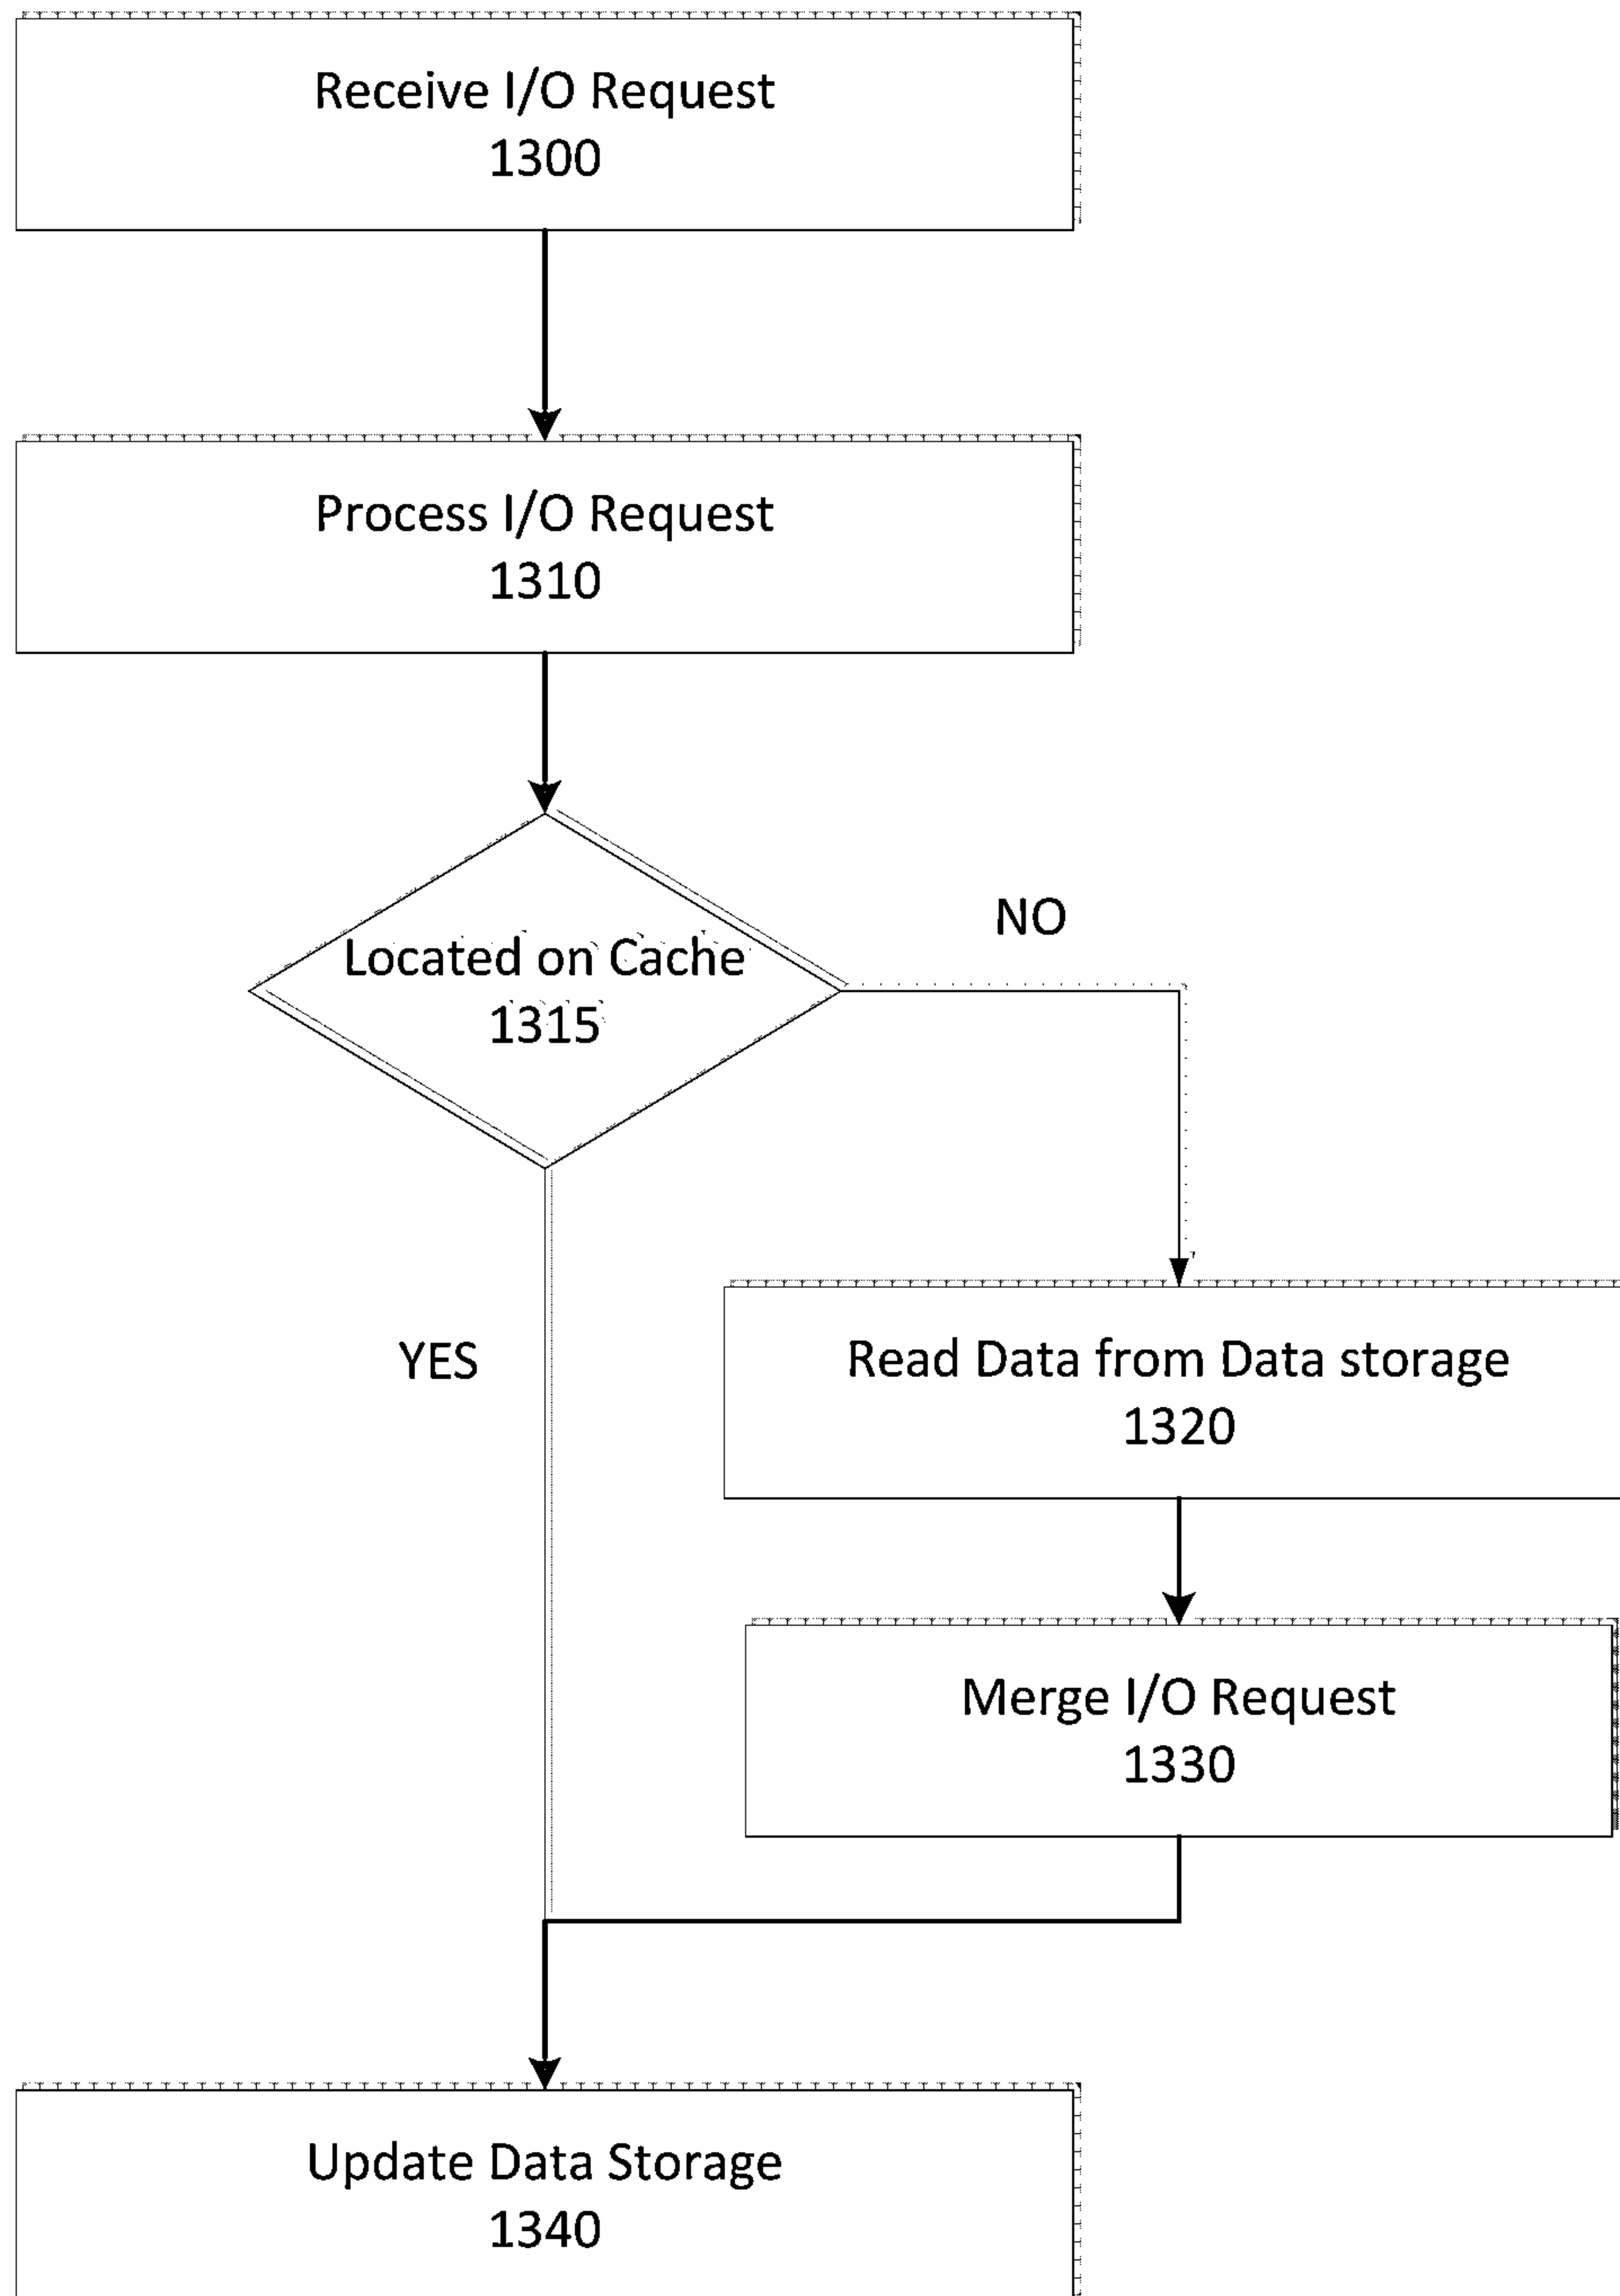 Receive I/O Request
1300
Process I/O Request
1310
Located on Cache
1315
NO
YES
Read Data from Data storage
1320
Merge I/O Request
1330
Update Data Storage
1340